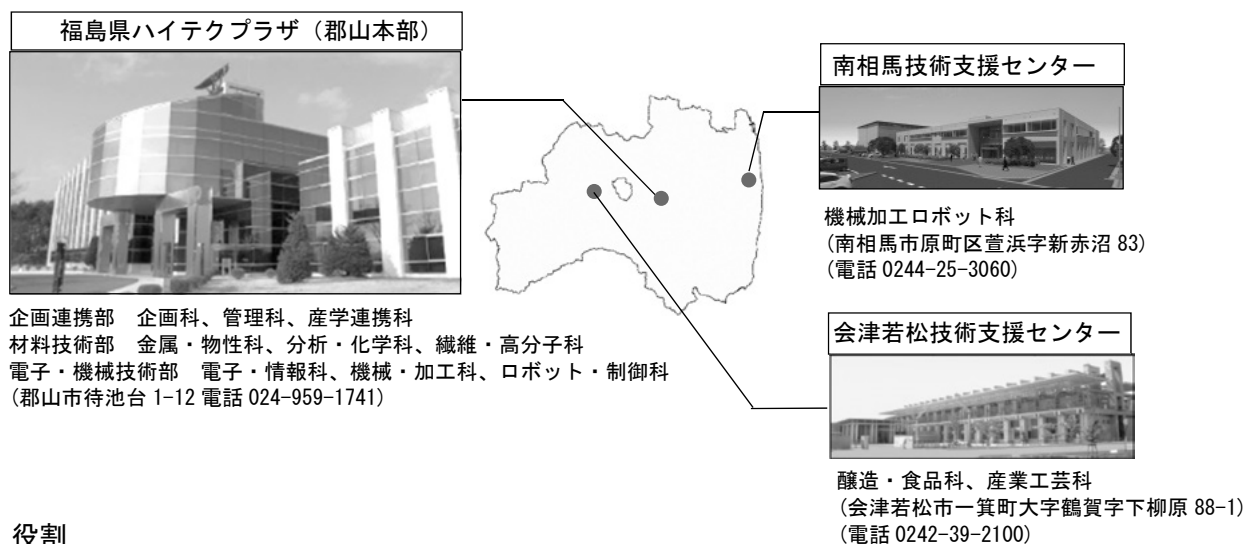 福島県ハイテクプラザ（郡山本部）
企画連携部　企画科、管理科、産学連携科
材料技術部　金属・物性科、分析・化学科、繊維・高分子科
電子・機械技術部　電子・情報科、機械・加工科、ロボット・制御科
(郡山市待池台 1-12 電話 024-959-1741)
南相馬技術支援センター
機械加工ロボット科
(南相馬市原町区萱浜字新赤沼 83)
(電話 0244-25-3060)
会津若松技術支援センター
醸造・食品科、産業工芸科
(会津若松市一箕町大字鶴賀字下柳原 88-1)
(電話 0242-39-2100)
役割